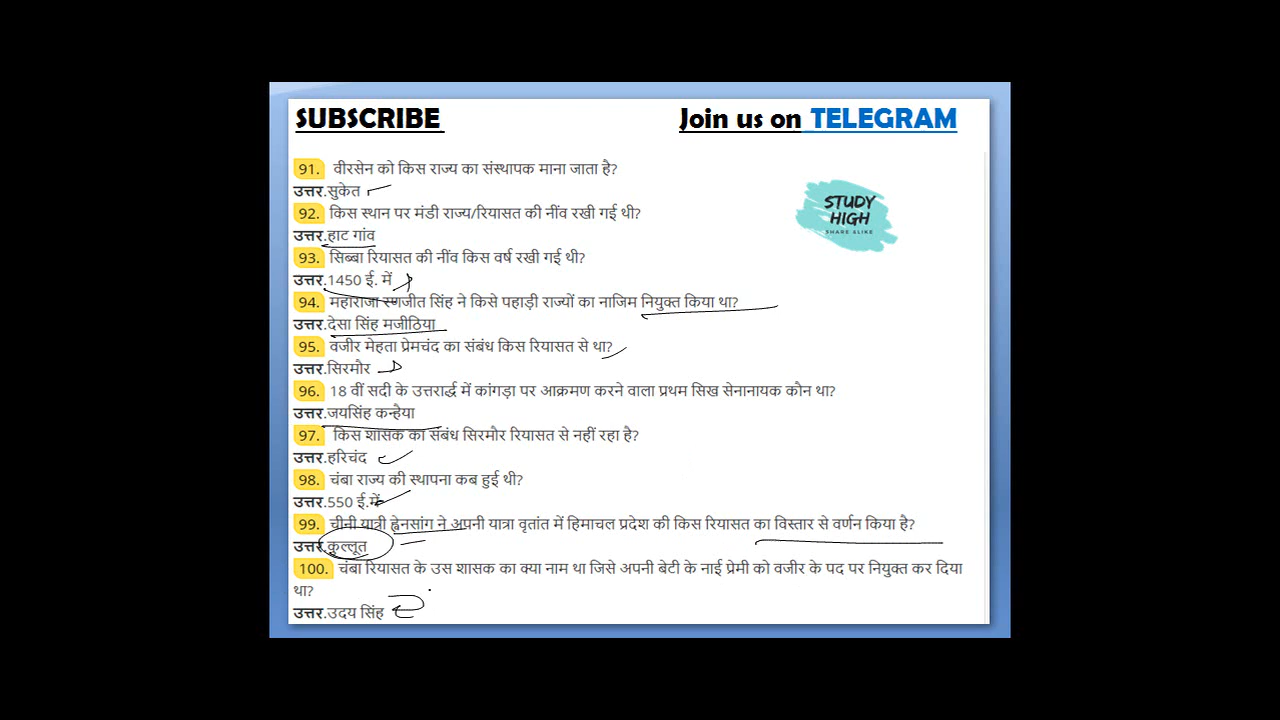 SUBSCRIBE Join us on TELEGRAM
91. वीरसेन को किस राज्य का संस्थापक माना जाता है?
उत्तर.सुकेत
92. किस स्थान पर मंडी राज्य/रियासत की नींव रखी गई थी?
उत्तर.हाट गांव
93. सिब्बा रियासत की नींव किस वर्ष रखी गई थी?
उत्तर.1450 ई. में
94. महाराजा रणजीत सिंह ने किसे पहाड़ी राज्यों का नाजिम नियुक्त किया था?
उत्तर.देसा सिंह मजीठिया
95. वजीर मेहता प्रेमचंद का संबंध किस रियासत से था?
उत्तर.सिरमौर
96. 18 वीं सदी के उत्तरार्द्ध में कांगड़ा पर आक्रमण करने वाला प्रथम सिख सेनानायक कौन था?
उत्तर.जयसिंह कन्हैया
97. किस शासक का संबंध सिरमौर रियासत से नहीं रहा है?
उत्तर.हरिचंद
98. चंबा राज्य की स्थापना कब हुई थी?
उत्तर.550 ई.में
99. चीनी यात्री ह्वेनसांग ने अपनी यात्रा वृतांत में हिमाचल प्रदेश की किस रियासत का विस्तार से वर्णन किया है?
उत्तर.कुल्लूत
100. चंबा रियासत के उस शासक का क्या नाम था जिसे अपनी बेटी के नाई प्रेमी को वजीर के पद पर नियुक्त कर दिया
था?
उत्तर.उदय सिंह
STUDY
HIGH
SHARE &LIKE